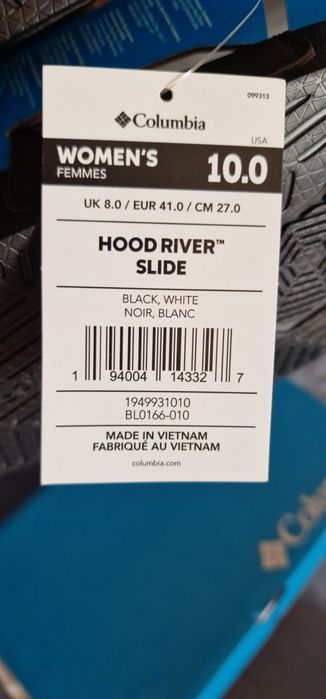 099313
Columbia
USA
WOMEN'S 10.0
FEMMES
UK 8.0 / EUR 41.0 / CM 27.0
HOOD RIVER™
SLIDE
BLACK, WHITE
NOIR, BLANC
1 94004 14332 7
1949931010
BL0166-010
MADE IN VIETNAM
FABRIQUÉ AU VIETNAM
columbia.com